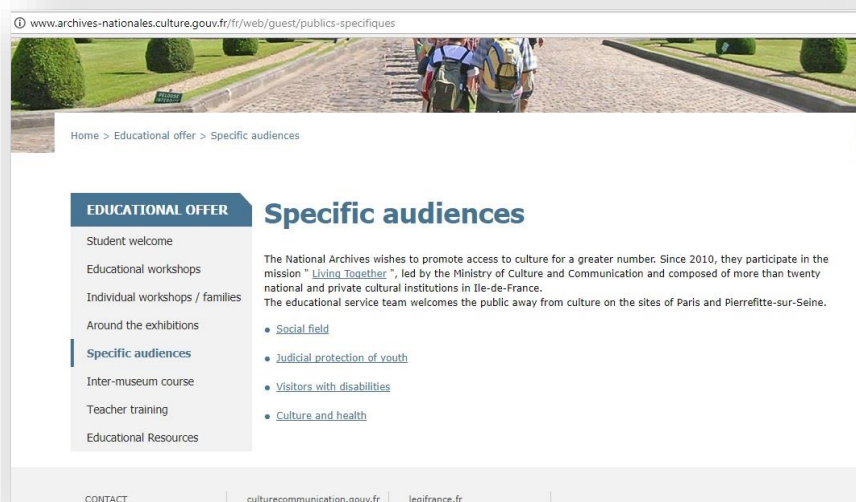 www.archives-nationales.culture.gouv.fr/fr/web/guest/publics-specifiques
PELOUSE
INTERDITE
Home > Educational offer > Specific audiences
EDUCATIONAL OFFER
Student welcome
Educational workshops
Individual workshops / families
Around the exhibitions
Specific audiences
Inter-museum course
Teacher training
Educational Resources
Specific audiences
The National Archives wishes to promote access to culture for a greater number. Since 2010, they participate in the
mission " Living Together ", led by the Ministry of Culture and Communication and composed of more than twenty
national and private cultural institutions in Ile-de-France.
The educational service team welcomes the public away from culture on the sites of Paris and Pierrefitte-sur-Seine.
• Social field
• Judicial protection of youth
• Visitors with disabilities
• Culture and health
CONTACT
culturecommunication.gouv.fr
legifrance.fr